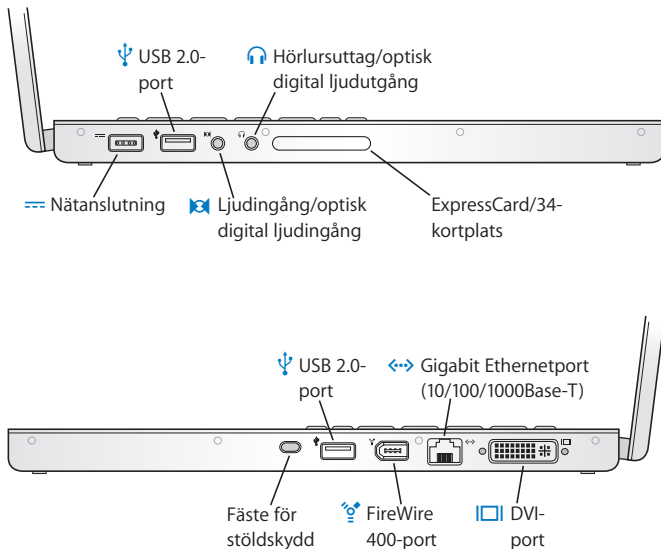 USB 2.0-
port
Hörlursuttag/optisk
digital ljudutgång
Nätanslutning
Ljudingång/optisk
digital ljudingång
ExpressCard/34-
kortplats
USB 2.0-
port
Gigabit Ethernetport
(10/100/1000Base-T)
Fäste för
stöldskydd
FireWire
400-port
DVI-
port